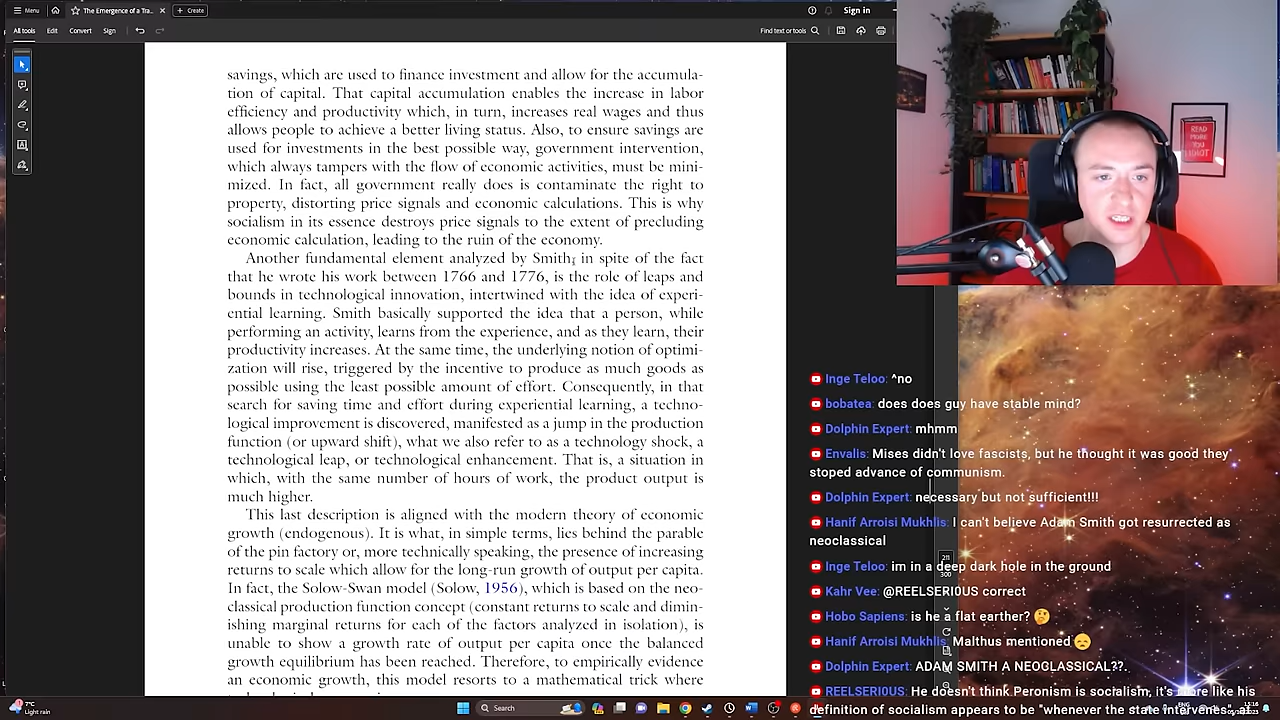 Menu
The Emergence of a Tra...
Create
Sign in
All tools
Edit
Convert
Sign
Find text or tools
savings, which are used to finance investment and allow for the accumula-
tion of capital. That capital accumulation enables the increase in labor
efficiency and productivity which, in turn, increases real wages and thus
allows people to achieve a better living status. Also, to ensure savings are
used for investments in the best possible way, government intervention,
which always tampers with the flow of economic activities, must be mini-
mized. In fact, all government really does is contaminate the right to
property, distorting price signals and economic calculations. This is why
socialism in its essence destroys price signals to the extent of precluding
economic calculation, leading to the ruin of the economy.
Another fundamental element analyzed by Smith, in spite of the fact
that he wrote his work between 1766 and 1776, is the role of leaps and
bounds in technological innovation, intertwined with the idea of experi-
ential learning. Smith basically supported the idea that a person, while
performing an activity, learns from the experience, and as they learn, their
productivity increases. At the same time, the underlying notion of optimi-
zation will rise, triggered by the incentive to produce as much goods as
possible using the least possible amount of effort. Consequently, in that
search for saving time and effort during experiential learning, a techno-
logical improvement is discovered, manifested as a jump in the production
function (or upward shift), what we also refer to as a technology shock, a
technological leap, or technological enhancement. That is, a situation in
which, with the same number of hours of work, the product output is
much higher.
This last description is aligned with the modern theory of economic
growth (endogenous). It is what, in simple terms, lies behind the parable
of the pin factory or, more technically speaking, the presence of increasing
returns to scale which allow for the long-run growth of output per capita.
In fact, the Solow-Swan model (Solow, 1956), which is based on the neo-
classical production function concept (constant returns to scale and dimin-
ishing marginal returns for each of the factors analyzed in isolation), is
unable to show a growth rate of output per capita once the balanced
growth equilibrium has been reached. Therefore, to empirically evidence
an economic growth, this model resorts to a mathematical trick where
READ
MORE
YOU
IDIOT
Inge Teloo: ^no
bobatea: does does guy have stable mind?
Dolphin Expert: mhmm
Envalis: Mises didn't love fascists, but he thought it was good they
stoped advance of communism.
Dolphin Expert: necessary but not sufficient!!!
Hanif Arroisi Mukhlis: I can't believe Adam Smith got resurrected as
neoclassical
Inge Teloo: im in a deep dark hole in the ground
Kahr Vee: @REELSERI0US correct
Hobo Sapiens: is he a flat earther? 🤔
Hanif Arroisi Mukhlis: Malthus mentioned 😞
Dolphin Expert: ADAM SMITH A NEOCLASSICAL??.
REELSERI0US: He doesn't think Peronism is socialism, it's more like his
definition of socialism appears to be "whenever the state intervenes"
211
300
7°C
Light rain
Search
ENG
15:16